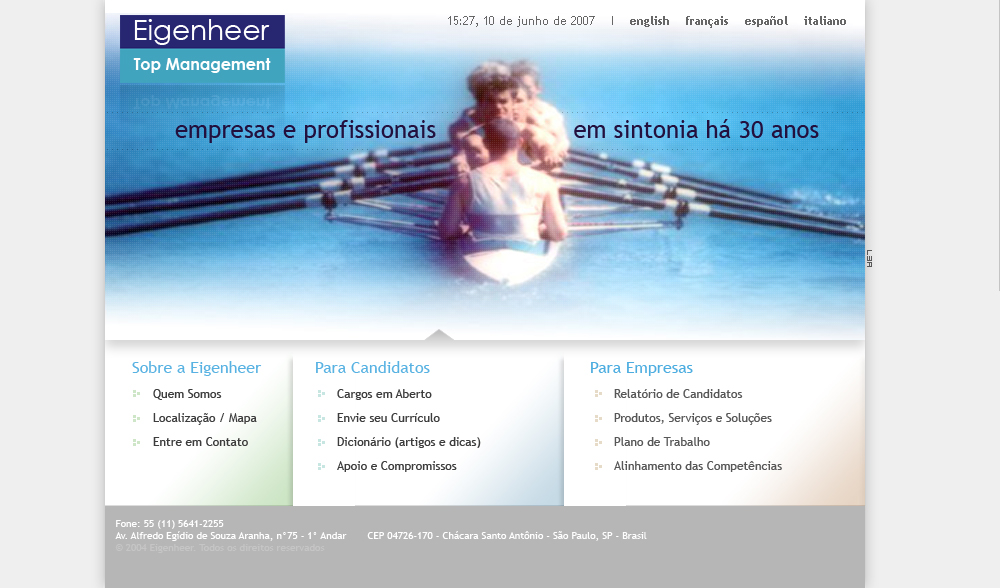 Eigenheer
Top Management
15:27, 10 de junho de 2007 | english français español italiano
empresas e profissionais em sintonia há 30 anos
Sobre a Eigenheer
Quem Somos
Localização / Mapa
Entre em Contato
Para Candidatos
Cargos em Aberto
Envie seu Currículo
Dicionário (artigos e dicas)
Apoio e Compromissos
Para Empresas
Relatório de Candidatos
Produtos, Serviços e Soluções
Plano de Trabalho
Alinhamento das Competências
Fone: 55 (11) 5641-2255
Av. Alfredo Egídio de Souza Aranha, n°75 - 1° Andar CEP 04726-170 - Chácara Santo Antônio - São Paulo, SP - Brasil
© 2004 Eigenheer. Todos os direitos reservados